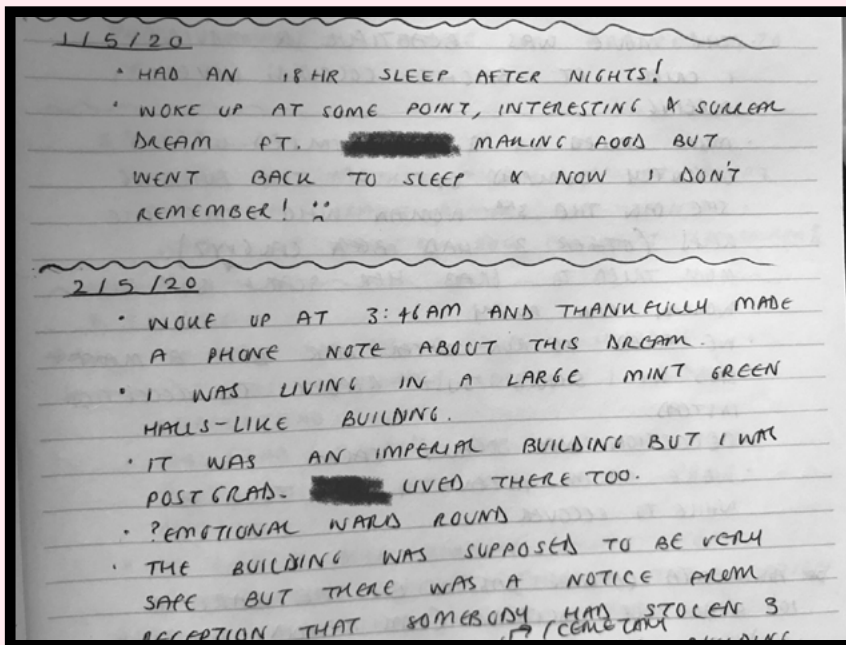 1/5/20
• HAD AN 18 HR SLEEP AFTER NIGHTS!
• WOKE UP AT SOME POINT, INTERESTING & SURREAL
DREAM FT. MAKING FOOD BUT
WENT BACK TO SLEEP & NOW I DON'T
REMEMBER! :(
2/5/20
• WOKE UP AT 3:46AM AND THANKFULLY MADE
A PHONE NOTE ABOUT THIS DREAM.
• I WAS LIVING IN A LARGE MINT GREEN
HALLS-LIKE BUILDING.
• IT WAS AN IMPERIAL BUILDING BUT I WAS
POSTGRAD. LIVED THERE TOO.
• ?EMOTIONAL WARD ROUND
• THE BUILDING WAS SUPPOSED TO BE VERY
SAFE BUT THERE WAS A NOTICE FROM
RECEPTION THAT SOMEBODY HAD STOLEN 3